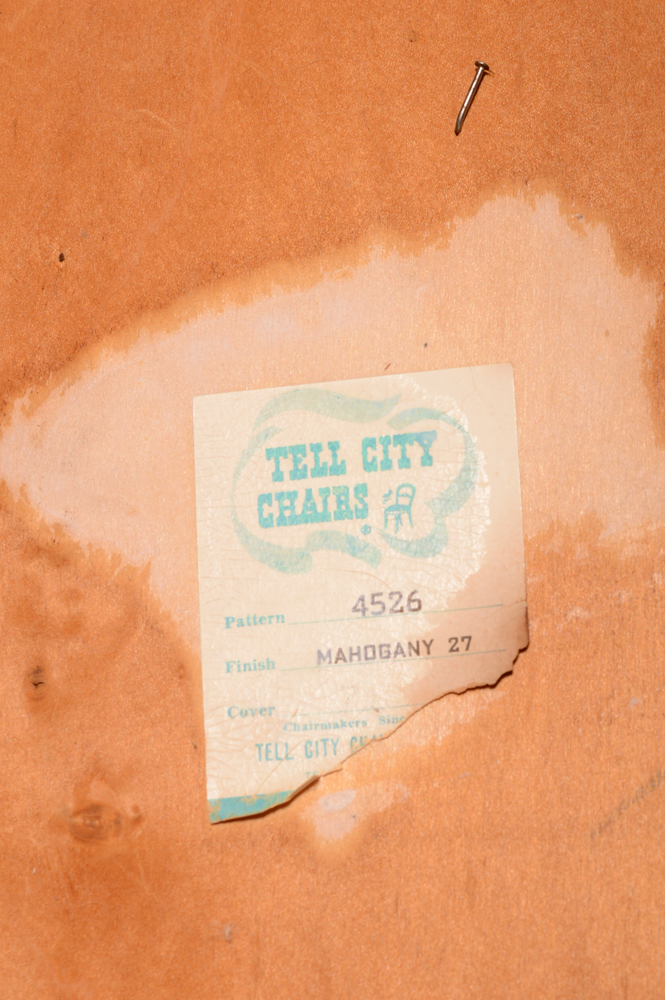 TELL CITY
CHAIRS ®
Pattern 4526
Finish MAHOGANY 27
Cover
Chairmakers
TELL CITY